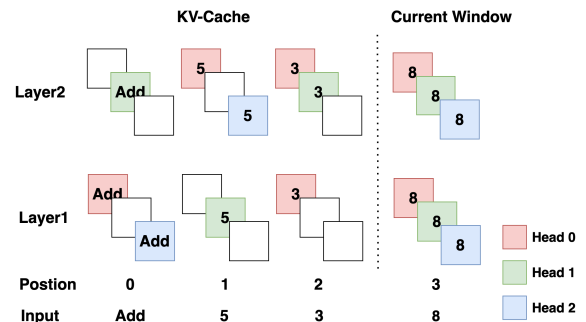 KV-Cache Current Window
5 3 8
Layer2 Add 3 8
5 8
Add 3 8
Layer1 5 8
Add 8 Head 0
Head 1
Postion 0 1 2 3
Head 2
Input Add 5 3 8